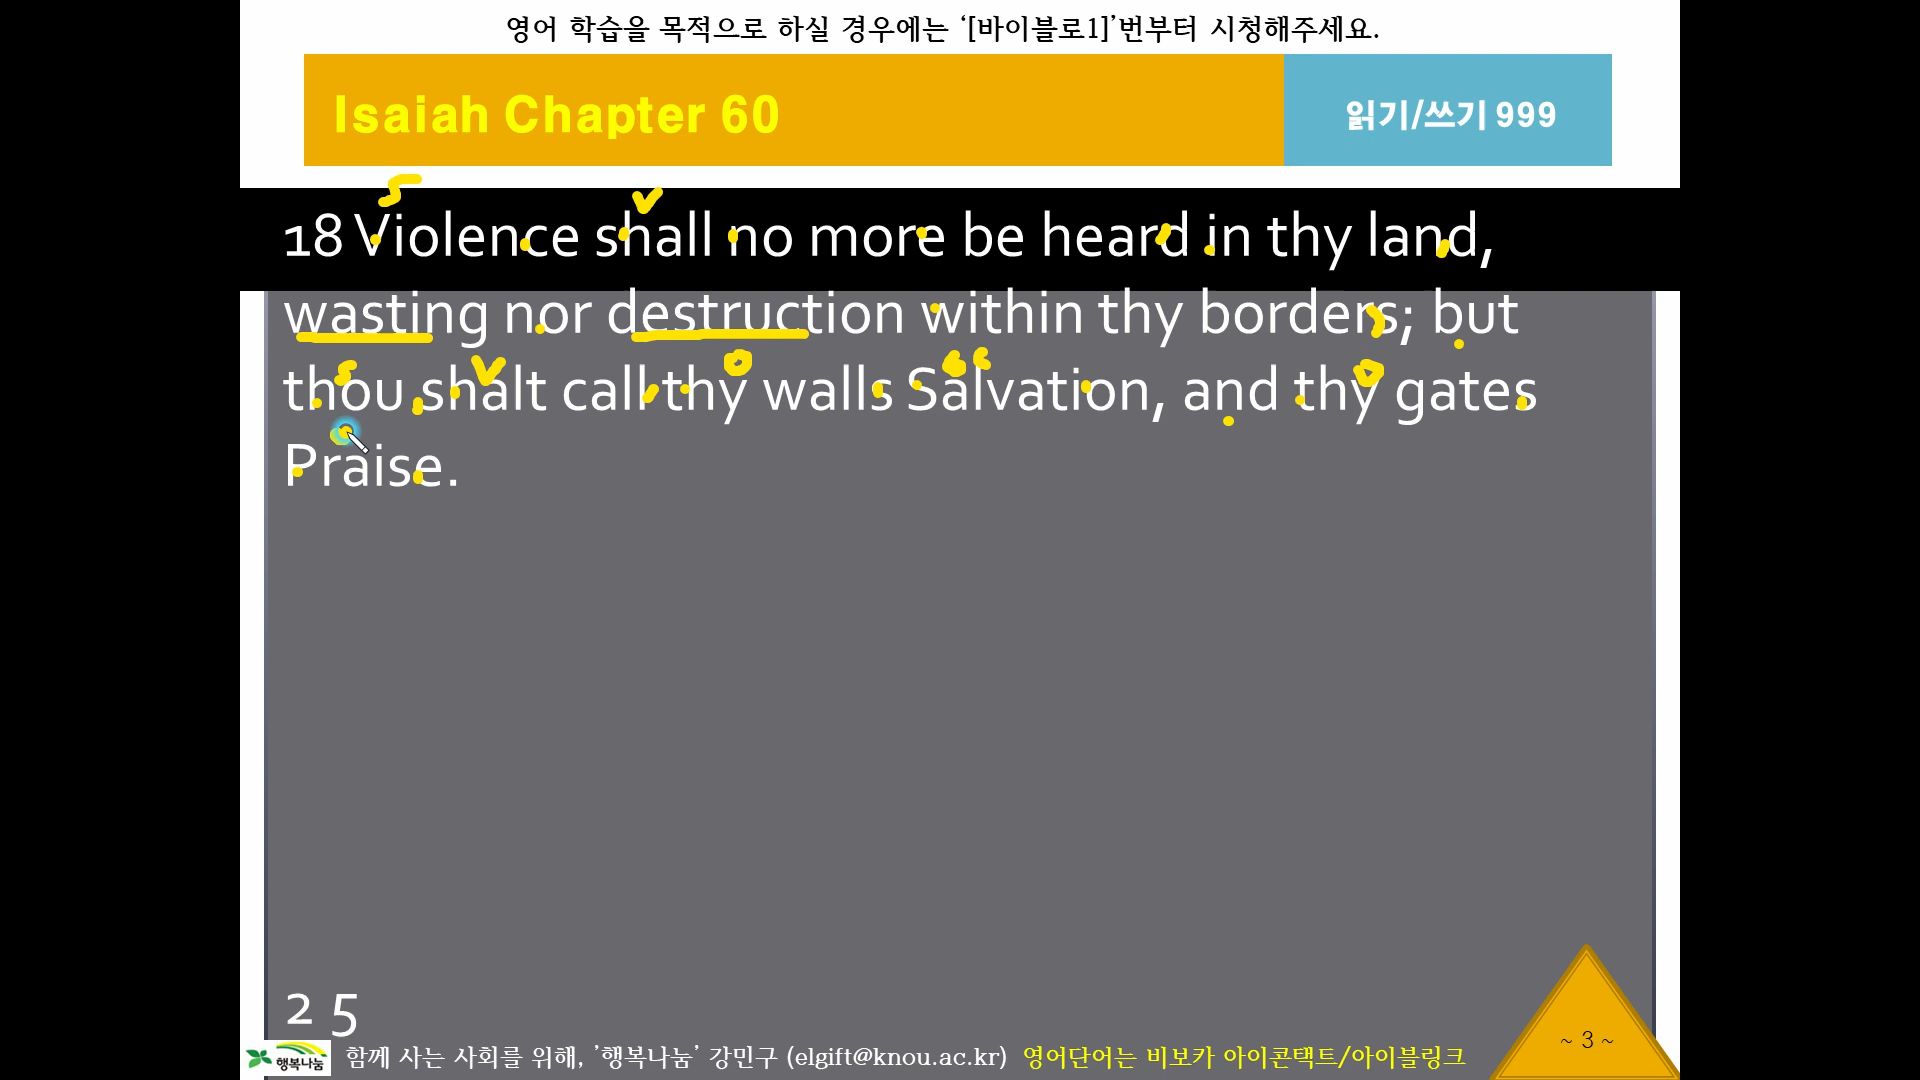 영어 학습을 목적으로 하실 경우에는 ‘[바이블로1]’번부터 시청해주세요.
Isaiah Chapter 60
읽기/쓰기 999
18 Violence shall no more be heard in thy land,
wasting nor destruction within thy borders; but
thou shalt call thy walls Salvation, and thy gates
Praise.
2 5
~ 3 ~
행복나눔 함께 사는 사회를 위해, ’행복나눔’ 강민구 (elgift@knou.ac.kr) 영어단어는 비보카 아이콘택트/아이블링크